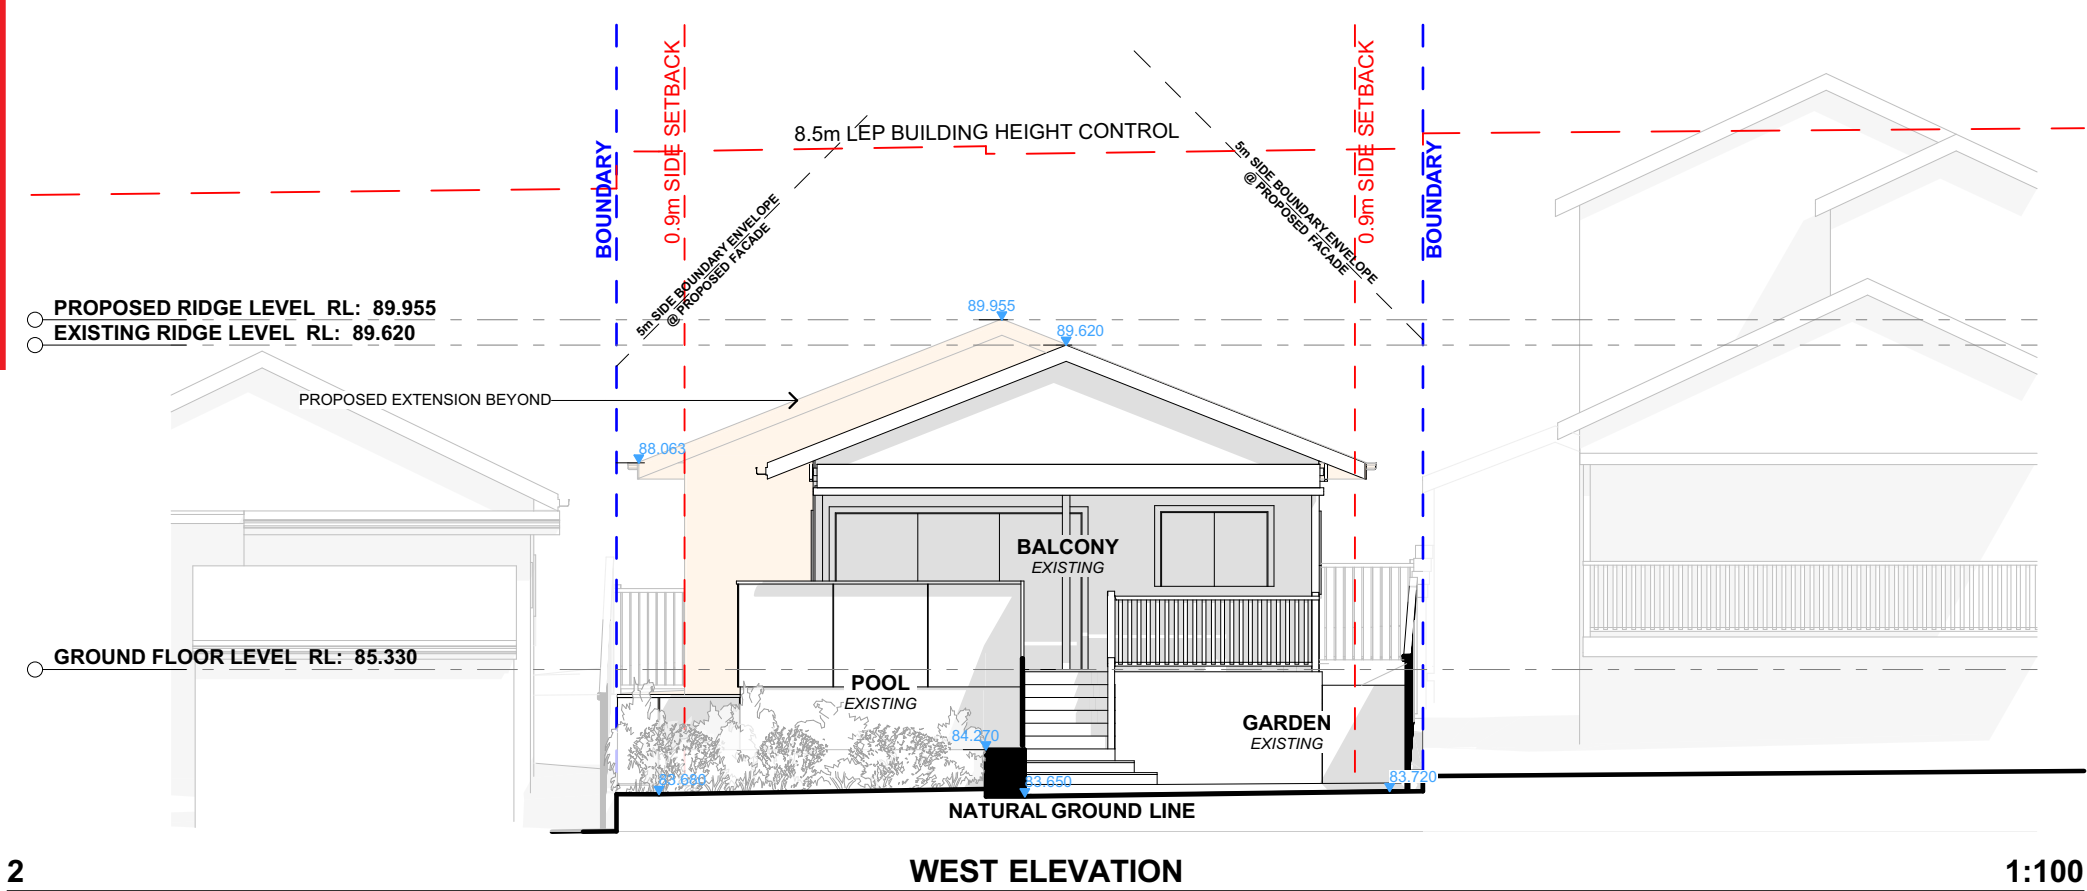 8.5m LEP BUILDING HEIGHT CONTROL
BOUNDARY
0.9m SIDE SETBACK
5m SIDE BOUNDARY ENVELOPE
@ PROPOSED FACADE
5m SIDE BOUNDARY ENVELOPE
@ PROPOSED FACADE
0.9m SIDE SETBACK
BOUNDARY
PROPOSED RIDGE LEVEL RL: 89.955
EXISTING RIDGE LEVEL RL: 89.620
89.955
89.620
PROPOSED EXTENSION BEYOND
88.063
BALCONY
EXISTING
GROUND FLOOR LEVEL RL: 85.330
POOL
EXISTING
GARDEN
EXISTING
84.270
83.680
83.650
83.720
NATURAL GROUND LINE
2
WEST ELEVATION
1:100